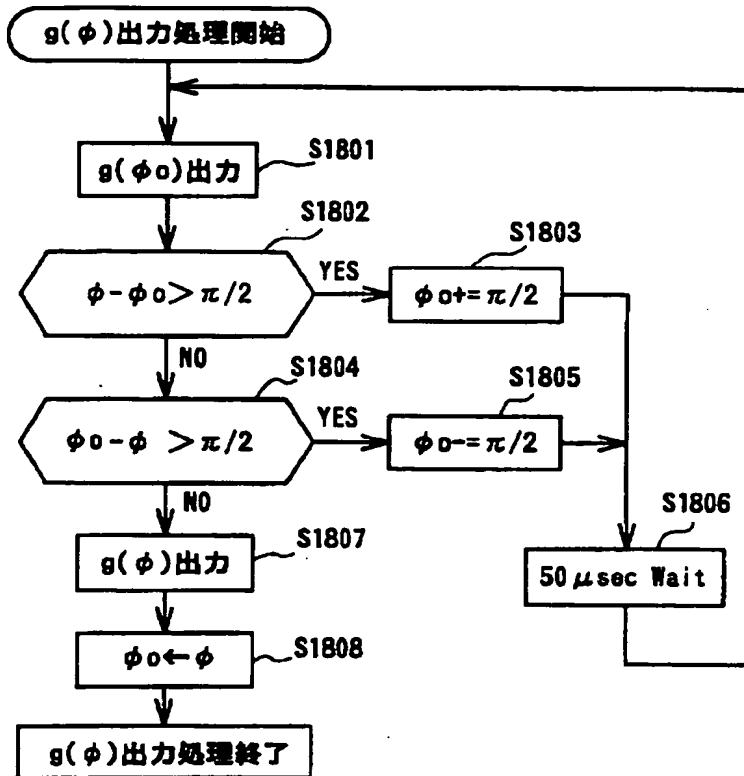 g(φ)出力処理開始
g(φo)出力
S1801
φ-φo>π/2
S1802
YES
φo+=π/2
S1803
NO
φo-φ >π/2
S1804
YES
φo-=π/2
S1805
NO
50μsec Wait
S1806
g(φ)出力
S1807
φo←φ
S1808
g(φ)出力処理終了